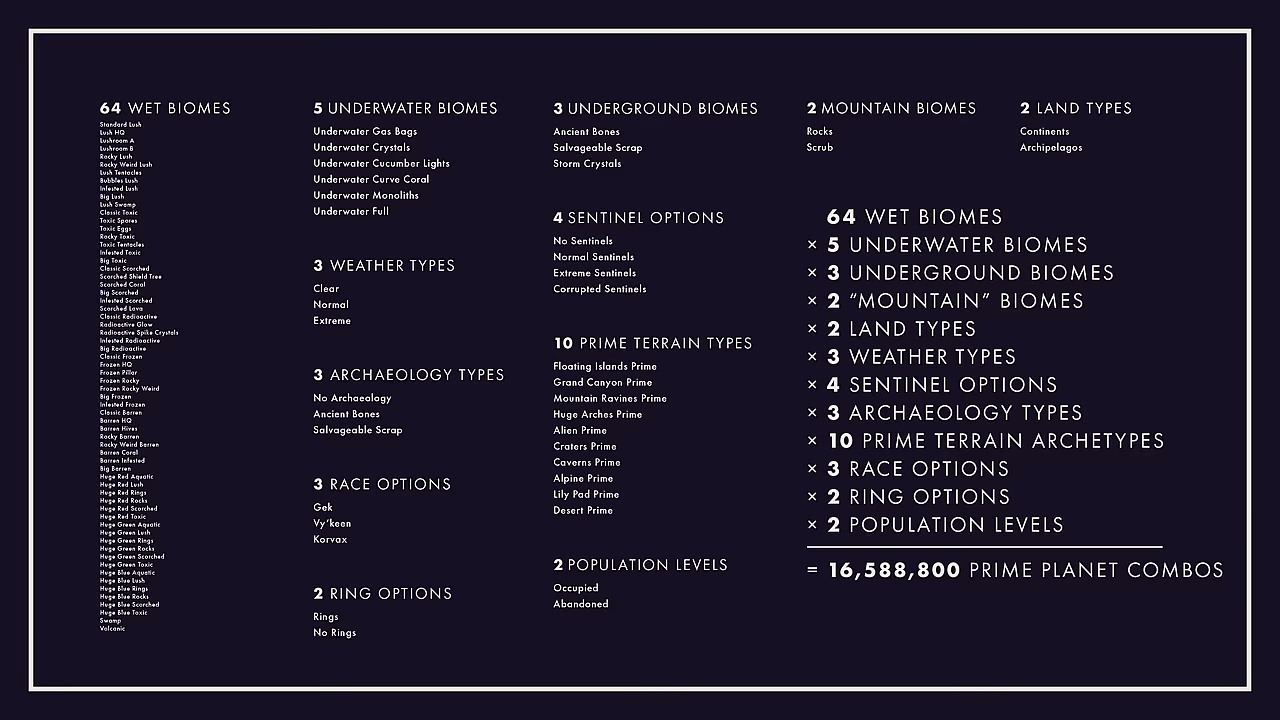 64 WET BIOMES
Standard Lush
Lush HQ
Lushroom A
Lushroom B
Rocky Lush
Rocky Weird Lush
Lush Tentacles
Bubbles Lush
Infested Lush
Big Lush
Lush Swamp
Classic Toxic
Toxic Spores
Toxic Eggs
Rocky Toxic
Toxic Tentacles
Infested Toxic
Big Toxic
Classic Scorched
Scorched Shield Tree
Scorched Coral
Big Scorched
Infested Scorched
Scorched Lava
Classic Radioactive
Radioactive Glow
Radioactive Spike Crystals
Infested Radioactive
Big Radioactive
Classic Frozen
Frozen HQ
Frozen Pillar
Frozen Rocky
Frozen Rocky Weird
Big Frozen
Infested Frozen
Classic Barren
Barren HQ
Barren Hives
Rocky Barren
Rocky Weird Barren
Barren Coral
Barren Infested
Big Barren
Huge Red Aquatic
Huge Red Lush
Huge Red Rings
Huge Red Rocks
Huge Red Scorched
Huge Red Toxic
Huge Green Aquatic
Huge Green Lush
Huge Green Rings
Huge Green Rocks
Huge Green Scorched
Huge Green Toxic
Huge Blue Aquatic
Huge Blue Lush
Huge Blue Rings
Huge Blue Rocks
Huge Blue Scorched
Huge Blue Toxic
Swamp
Volcanic
5 UNDERWATER BIOMES
Underwater Gas Bags
Underwater Crystals
Underwater Cucumber Lights
Underwater Curve Coral
Underwater Monoliths
Underwater Full
3 WEATHER TYPES
Clear
Normal
Extreme
3 ARCHAEOLOGY TYPES
No Archaeology
Ancient Bones
Salvageable Scrap
3 RACE OPTIONS
Gek
Vy'keen
Korvax
2 RING OPTIONS
Rings
No Rings
3 UNDERGROUND BIOMES
Ancient Bones
Salvageable Scrap
Storm Crystals
4 SENTINEL OPTIONS
No Sentinels
Normal Sentinels
Extreme Sentinels
Corrupted Sentinels
10 PRIME TERRAIN TYPES
Floating Islands Prime
Grand Canyon Prime
Mountain Ravines Prime
Huge Arches Prime
Alien Prime
Craters Prime
Caverns Prime
Alpine Prime
Lily Pad Prime
Desert Prime
2 POPULATION LEVELS
Occupied
Abandoned
2 MOUNTAIN BIOMES
Rocks
Scrub
2 LAND TYPES
Continents
Archipelagos
64 WET BIOMES
× 5 UNDERWATER BIOMES
× 3 UNDERGROUND BIOMES
× 2 “MOUNTAIN” BIOMES
× 2 LAND TYPES
× 3 WEATHER TYPES
× 4 SENTINEL OPTIONS
× 3 ARCHAEOLOGY TYPES
× 10 PRIME TERRAIN ARCHETYPES
× 3 RACE OPTIONS
× 2 RING OPTIONS
× 2 POPULATION LEVELS
= 16,588,800 PRIME PLANET COMBOS